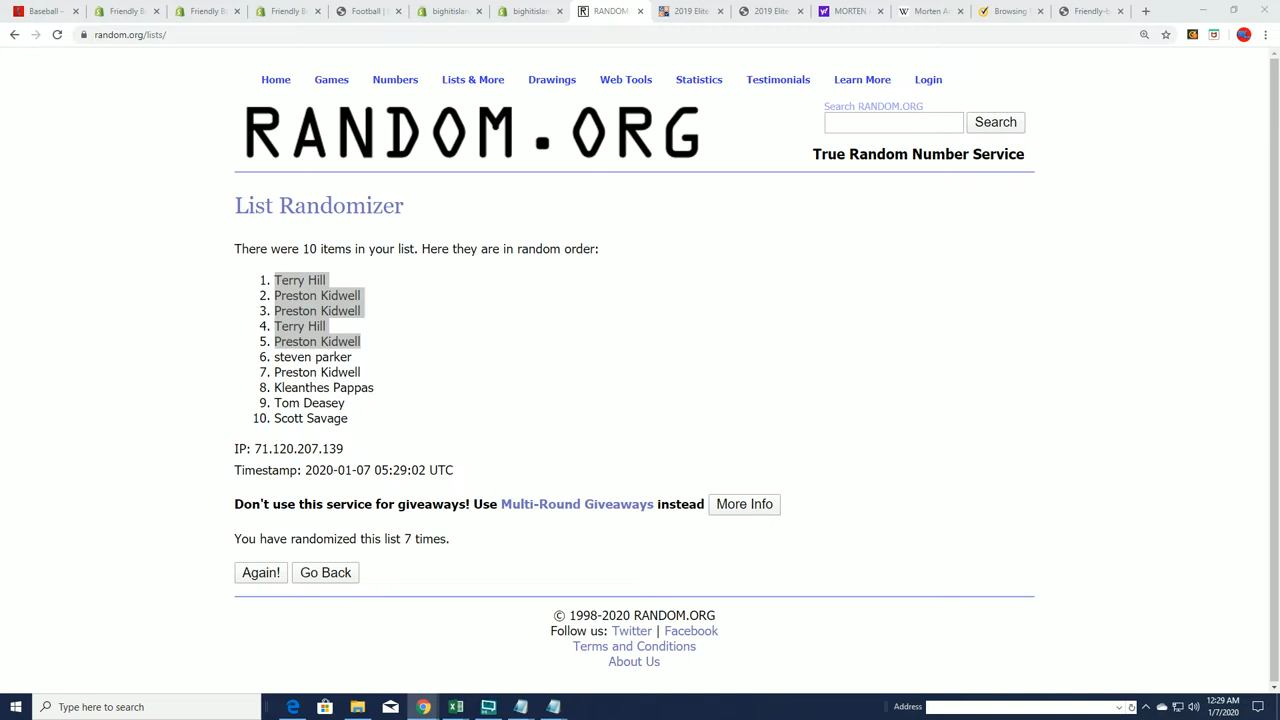 Baseball –
Friendly B
Friendly B
Friendly B
Football |
bighitslan
bighitslan
RANDOM
2019 Elite
2019 Elite
MORTEN
Morten A
Browsing
Friendly-b
random.org/lists/
Home Games Numbers Lists & More Drawings Web Tools Statistics Testimonials Learn More Login
RANDOM.ORG
Search RANDOM.ORG
Search
True Random Number Service
List Randomizer
There were 10 items in your list. Here they are in random order:
1. Terry Hill
2. Preston Kidwell
3. Preston Kidwell
4. Terry Hill
5. Preston Kidwell
6. steven parker
7. Preston Kidwell
8. Kleanthes Pappas
9. Tom Deasey
10. Scott Savage
IP: 71.120.207.139
Timestamp: 2020-01-07 05:29:02 UTC
Don't use this service for giveaways! Use Multi-Round Giveaways instead More Info
You have randomized this list 7 times.
Again! Go Back
© 1998-2020 RANDOM.ORG
Follow us: Twitter | Facebook
Terms and Conditions
About Us
Type here to search
Address
12:29 AM
1/7/2020